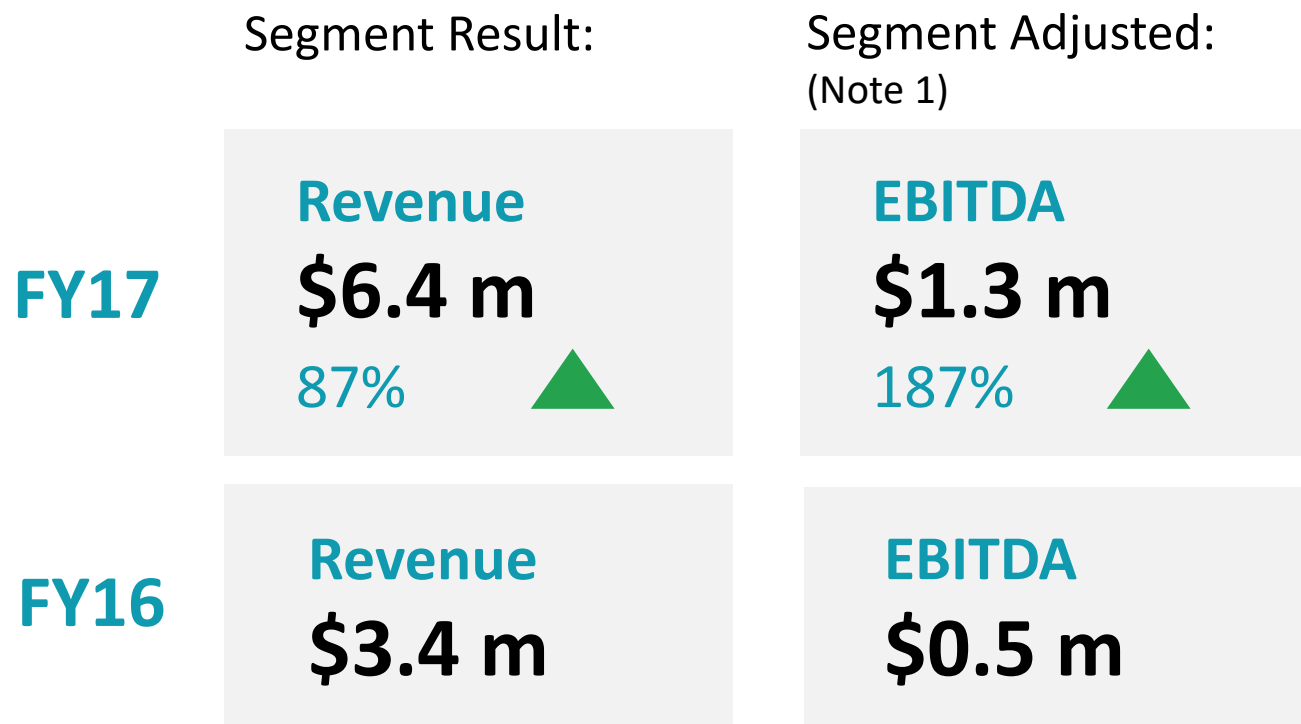 Segment Result:
Segment Adjusted:
(Note 1)
FY17
Revenue
$6.4 m
87%
EBITDA
$1.3 m
187%
FY16
Revenue
$3.4 m
EBITDA
$0.5 m